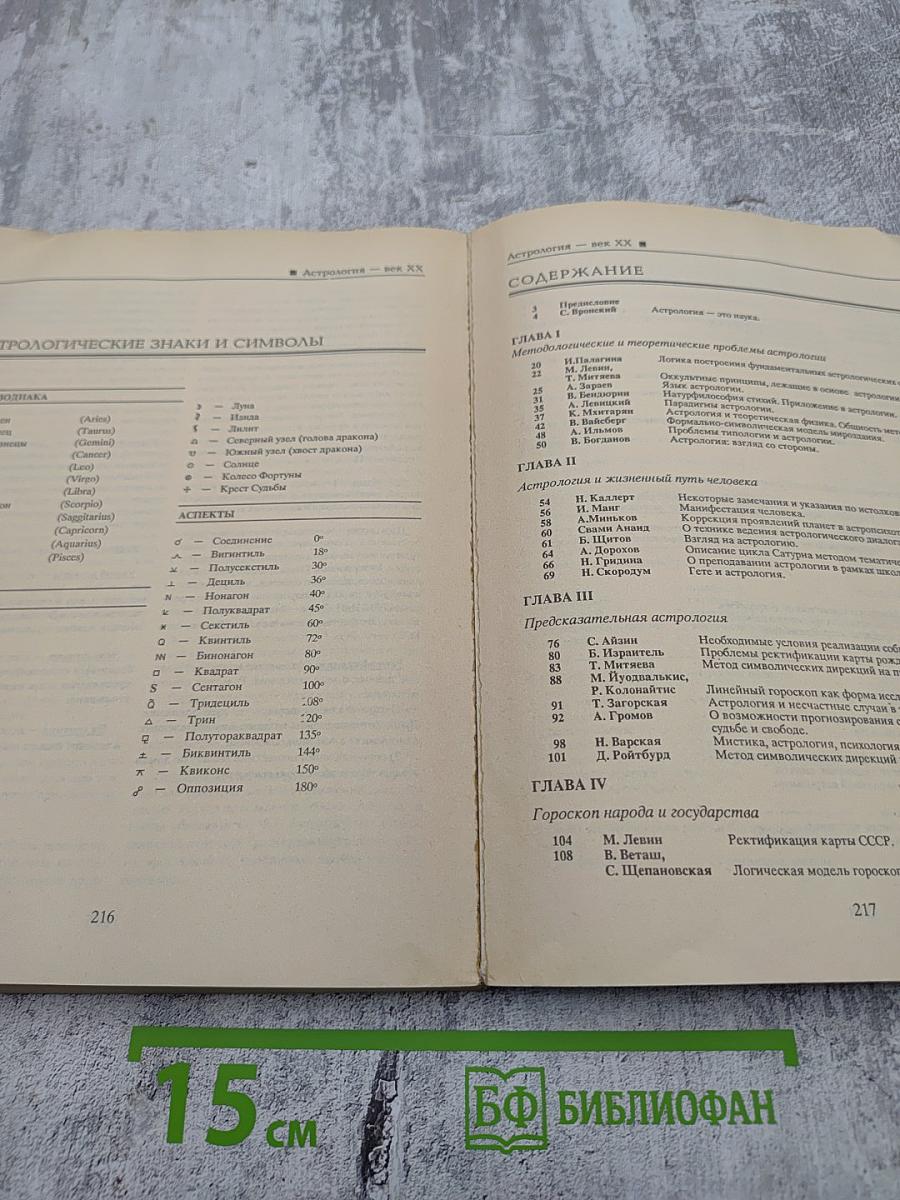 Астрология — век XX
ТРОЛОГИЧЕСКИЕ ЗНАКИ И СИМВОЛЫ
ЗОДИАКА
(Aries)
(Taurus)
(Gemini)
(Cancer)
(Leo)
(Virgo)
(Libra)
(Scorpio)
(Saggitarius)
(Capricorn)
(Aquarius)
(Pisces)
— Луна
— Изида
— Лилит
— Северный узел (голова дракона)
— Южный узел (хвост дракона)
— Солнце
— Колесо Фортуны
— Крест Судьбы
АСПЕКТЫ
☌ — Соединение 0°
— Вигинтиль 18°
— Полусекстиль 30°
⊥ — Дециль 36°
N — Нонагон 40°
— Полуквадрат 45°
— Секстиль 60°
Q — Квинтиль 72°
NN — Бинонагон 80°
□ — Квадрат 90°
S — Сентагон 100°
— Тридециль 108°
△ — Трин 120°
— Полутораквадрат 135°
± — Биквинтиль 144°
⚻ — Квиконс 150°
☍ — Оппозиция 180°
216
Астрология — век XX
СОДЕРЖАНИЕ
3 Предисловие
4 С. Вронский Астрология — это наука.
ГЛАВА I
Методологические и теоретические проблемы астрологии
20 И.Палагина Логика построения фундаментальных астрологических
22 М. Левин,
Т. Митяева Оккультные принципы, лежащие в основе астрологии
25 А. Зараев Язык астрологии.
31 В. Бендюрин Натурфилософия стихий. Приложение к астрологии.
35 А. Левицкий Парадигмы астрологии.
37 К. Мхитарян Астрология и теоретическая физика. Общность мето
42 В. Вайсберг Формально-символическая модель мироздания.
48 А. Ильмов Проблемы типологии и астрологии.
50 В. Богданов Астрология: взгляд со стороны.
ГЛАВА II
Астрология и жизненный путь человека
54 Н. Каллерт Некоторые замечания и указания по истолков
56 И. Манг Манифестация человека.
58 А.Миньков Коррекция проявлений планет в астропсихот
60 Свами Ананд О технике ведения астрологического диалог
61 Б. Щитов Взгляд на астрологию.
64 А. Дорохов Описание цикла Сатурна методом тематиче
66 Н. Гридина О преподавании астрологии в рамках школ
69 Н. Скородум Гете и астрология.
ГЛАВА III
Предсказательная астрология
76 С. Айзин Необходимые условия реализации собы
80 Б. Израитель Проблемы ректификации карты рожд
83 Т. Митяева Метод символических дирекций на п
88 М. Йуодвалькис,
Р. Колонайтис Линейный гороскоп как форма иссл
91 Т. Загорская Астрология и несчастные случаи в
92 А. Громов О возможности прогнозирования с
судьбе и свободе.
98 Н. Варская Мистика, астрология, психология
101 Д. Ройтбурд Метод символических дирекций
ГЛАВА IV
Гороскоп народа и государства
104 М. Левин Ректификация карты СССР.
108 В. Веташ,
С. Щепановская Логическая модель гороскоп
217
15 см
БФ БИБЛИОФАН